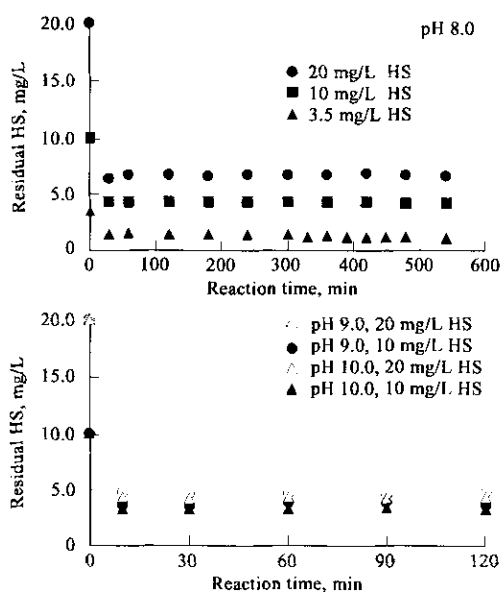 20.0
pH 8.0
20 mg/L HS
10 mg/L HS
3.5 mg/L HS
Residual HS, mg/L
10.0
5.0
0
0 100 200 300 400 500 600
Reaction time, min
20.0
pH 9.0, 20 mg/L HS
pH 9.0, 10 mg/L HS
pH 10.0, 20 mg/L HS
pH 10.0, 10 mg/L HS
Residual HS, mg/L
10.0
5.0
0.0
0 30 60 90 120
Reaction time, min